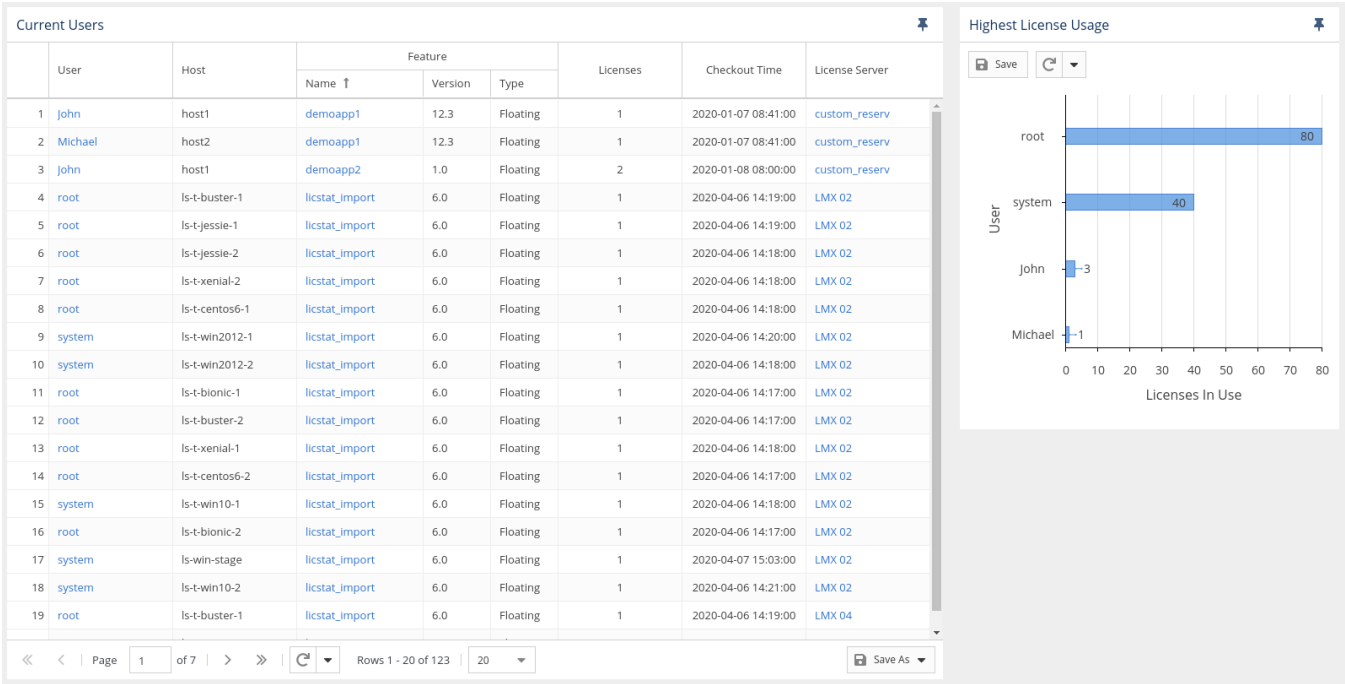 Current Users
User Host Feature Licenses Checkout Time License Server
Name ↑ Version Type
1 John host1 demoapp1 12.3 Floating 1 2020-01-07 08:41:00 custom_reserv
2 Michael host2 demoapp1 12.3 Floating 1 2020-01-07 08:41:00 custom_reserv
3 John host1 demoapp2 1.0 Floating 2 2020-01-08 08:00:00 custom_reserv
4 root ls-t-buster-1 licstat_import 6.0 Floating 1 2020-04-06 14:19:00 LMX 02
5 root ls-t-jessie-1 licstat_import 6.0 Floating 1 2020-04-06 14:19:00 LMX 02
6 root ls-t-jessie-2 licstat_import 6.0 Floating 1 2020-04-06 14:18:00 LMX 02
7 root ls-t-xenial-2 licstat_import 6.0 Floating 1 2020-04-06 14:18:00 LMX 02
8 root ls-t-centos6-1 licstat_import 6.0 Floating 1 2020-04-06 14:18:00 LMX 02
9 system ls-t-win2012-1 licstat_import 6.0 Floating 1 2020-04-06 14:20:00 LMX 02
10 system ls-t-win2012-2 licstat_import 6.0 Floating 1 2020-04-06 14:18:00 LMX 02
11 root ls-t-bionic-1 licstat_import 6.0 Floating 1 2020-04-06 14:17:00 LMX 02
12 root ls-t-buster-2 licstat_import 6.0 Floating 1 2020-04-06 14:17:00 LMX 02
13 root ls-t-xenial-1 licstat_import 6.0 Floating 1 2020-04-06 14:18:00 LMX 02
14 root ls-t-centos6-2 licstat_import 6.0 Floating 1 2020-04-06 14:17:00 LMX 02
15 system ls-t-win10-1 licstat_import 6.0 Floating 1 2020-04-06 14:18:00 LMX 02
16 root ls-t-bionic-2 licstat_import 6.0 Floating 1 2020-04-06 14:17:00 LMX 02
17 system ls-win-stage licstat_import 6.0 Floating 1 2020-04-07 15:03:00 LMX 02
18 system ls-t-win10-2 licstat_import 6.0 Floating 1 2020-04-06 14:21:00 LMX 02
19 root ls-t-buster-1 licstat_import 6.0 Floating 1 2020-04-06 14:19:00 LMX 04
Page 1 of 7 Rows 1 - 20 of 123 20 Save As
Highest License Usage
Save
root 80
system 40
John 3
Michael 1
User
0 10 20 30 40 50 60 70 80
Licenses In Use